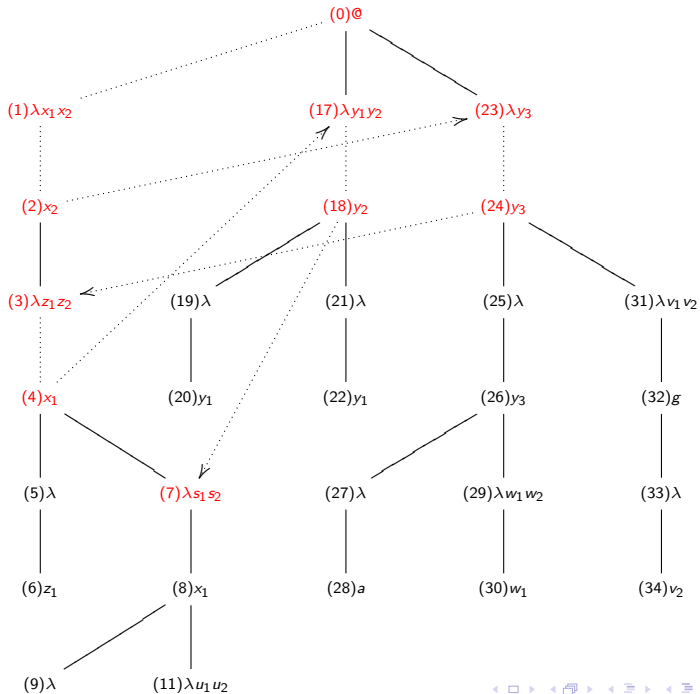 (0)@
(1)λx₁x₂ (17)λy₁y₂ (23)λy₃
(2)x₂ (18)y₂ (24)y₃
(3)λz₁z₂ (19)λ (21)λ (25)λ (31)λv₁v₂
(4)x₁ (20)y₁ (22)y₁ (26)y₃ (32)g
(5)λ (7)λs₁s₂ (27)λ (29)λw₁w₂ (33)λ
(6)z₁ (8)x₁ (28)a (30)w₁ (34)v₂
(9)λ (11)λu₁u₂